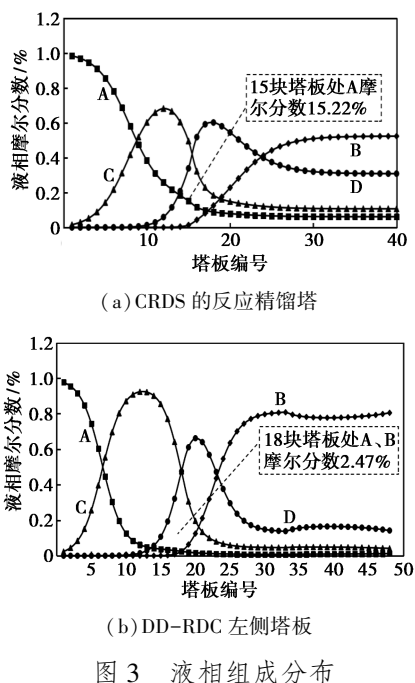 1.2
1.0
0.8
0.6
0.4
0.2
0
液相摩尔分数/%
A
C
15块塔板处A摩
尔分数15.22%
B
D
10 20 30 40
塔板编号
(a)CRDS 的反应精馏塔
1.2
1.0
0.8
0.6
0.4
0.2
0
液相摩尔分数/%
A
C
B
18块塔板处A、B
摩尔分数2.47%
D
5 10 15 20 25 30 35 40 45 50
塔板编号
(b)DD-RDC 左侧塔板
图 3 液相组成分布